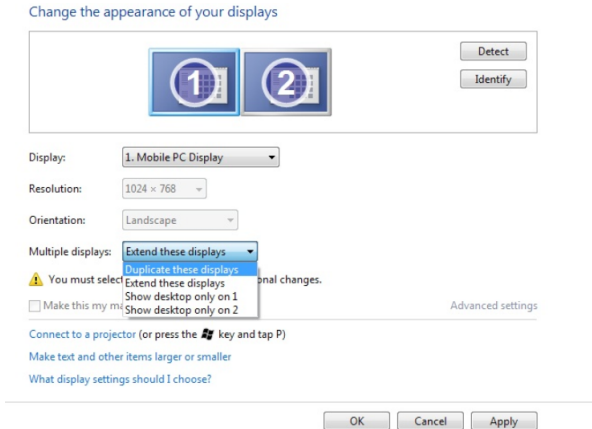 Change the appearance of your displays
1
2
Detect
Identify
Display: 1. Mobile PC Display
Resolution: 1024 × 768
Orientation: Landscape
Multiple displays: Extend these displays
Duplicate these displays
You must selec onal changes.
Extend these displays
Show desktop only on 1
Make this my ma Advanced settings
Show desktop only on 2
Connect to a projector (or press the key and tap P)
Make text and other items larger or smaller
What display settings should I choose?
OK Cancel Apply